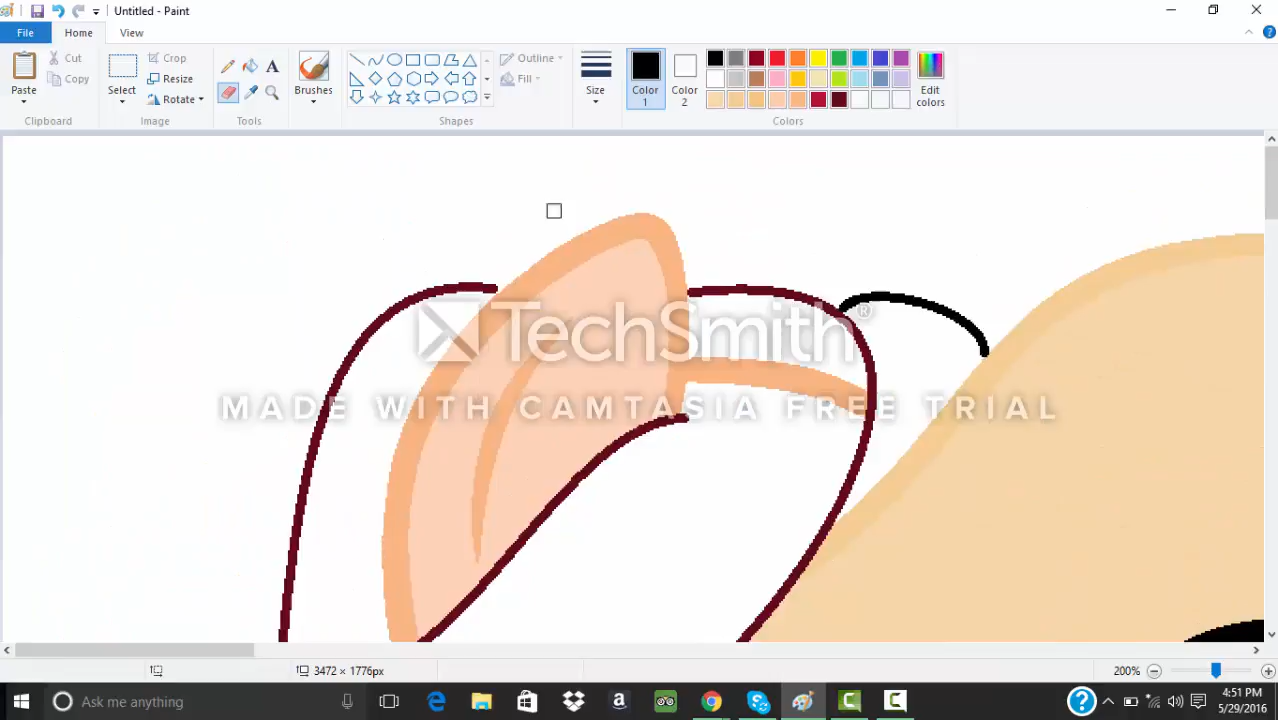 Untitled - Paint
File Home View
Paste
Cut
Copy
Clipboard
Select
Crop
Resize
Rotate
Image
A
Tools
Brushes
Outline
Fill
Shapes
Size
Color 1
Color 2
Edit colors
Colors
TechSmith®
MADE WITH CAMTASIA FREE TRIAL
3472 × 1776px
200%
Ask me anything
4:51 PM
5/29/2016